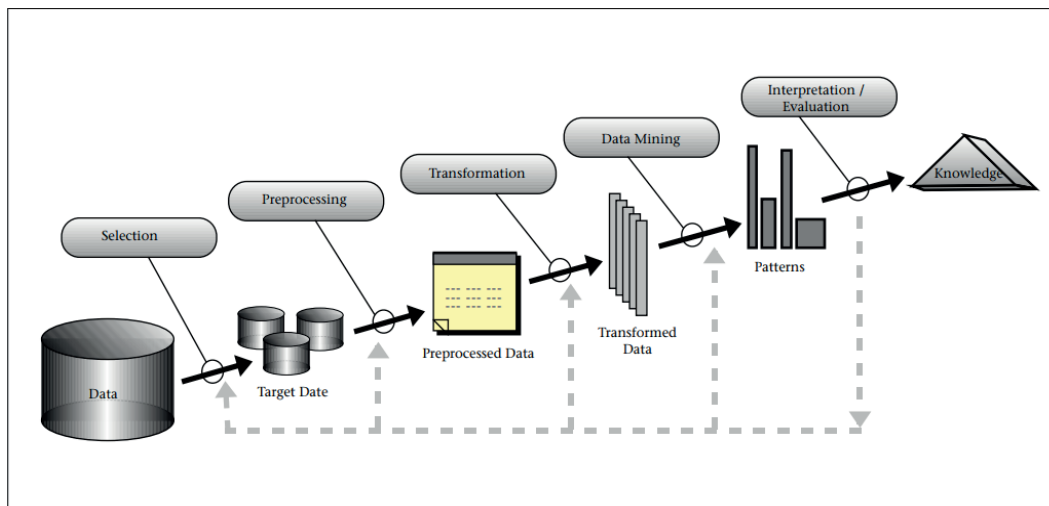 Interpretation /
Evaluation
Data Mining
Transformation
Preprocessing
Selection
Knowledge
Patterns
Transformed
Data
Preprocessed Data
Target Date
Data